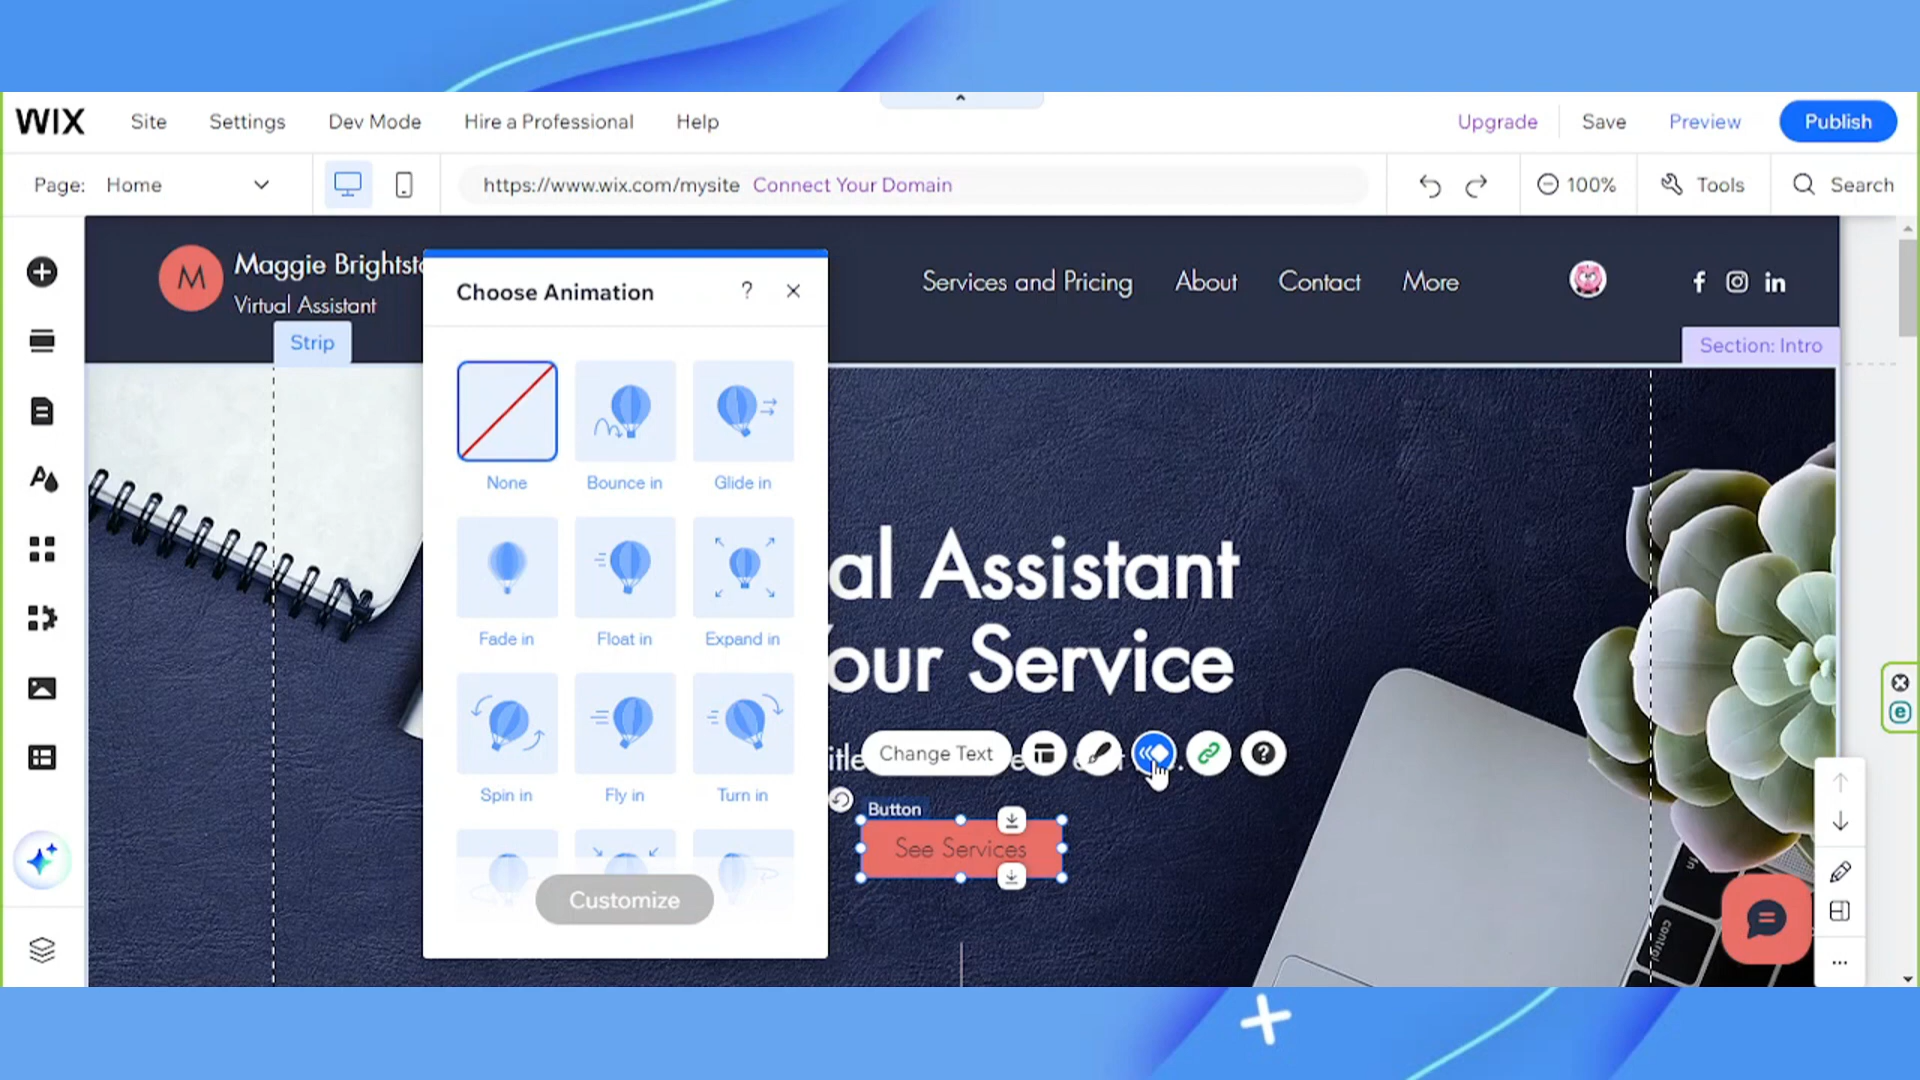 WIX Site Settings Dev Mode Hire a Professional Help Upgrade Save Preview Publish
Page: Home https://www.wix.com/mysite Connect Your Domain 100% Tools Search
M Maggie Services and Pricing About Contact More
Virtual Assistant
Strip
Section: Intro
Choose Animation ?
None Bounce in Glide in
Fade in Float in Expand in
Spin in Fly in Turn in
Customize
al Assistant
our Service
Change Text
Button
See Services
control
fn